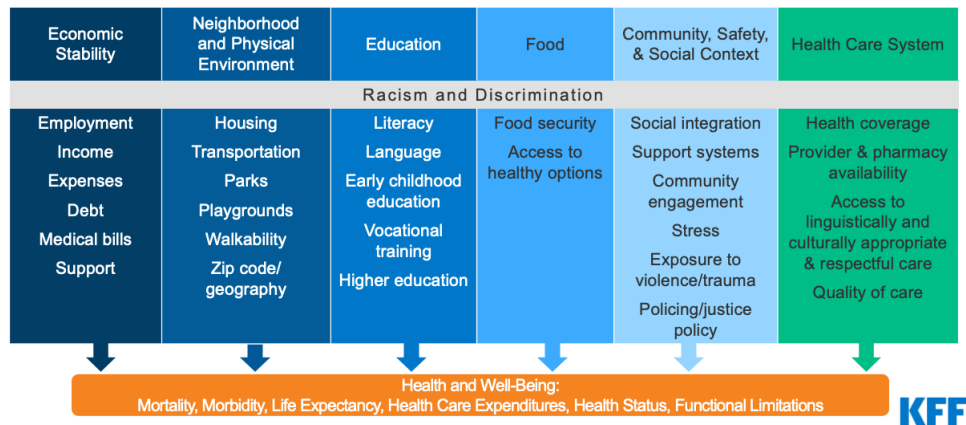 Economic
Stability
Neighborhood
and Physical
Environment
Education
Food
Community, Safety,
& Social Context
Health Care System
Racism and Discrimination
Employment
Income
Expenses
Debt
Medical bills
Support
Housing
Transportation
Parks
Playgrounds
Walkability
Zip code/
geography
Literacy
Language
Early childhood
education
Vocational
training
Higher education
Food security
Access to
healthy options
Social integration
Support systems
Community
engagement
Stress
Exposure to
violence/trauma
Policing/justice
policy
Health coverage
Provider & pharmacy
availability
Access to
linguistically and
culturally appropriate
& respectful care
Quality of care
Health and Well-Being:
Mortality, Morbidity, Life Expectancy, Health Care Expenditures, Health Status, Functional Limitations
KFF